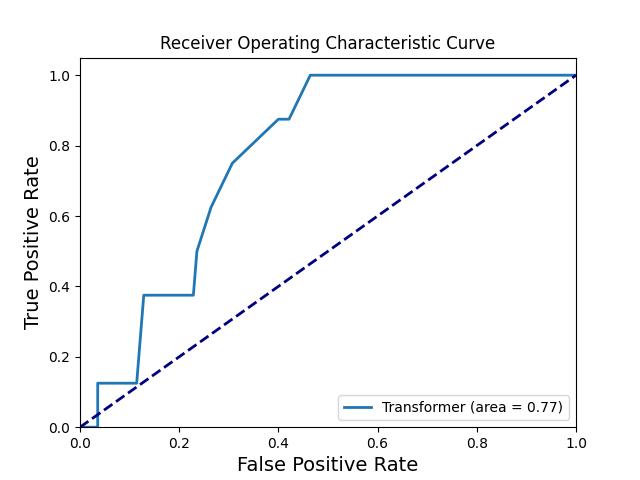 Receiver Operating Characteristic Curve
1.0
0.8
0.6
0.4
0.2
0.0
True Positive Rate
Transformer (area = 0.77)
0.0 0.2 0.4 0.6 0.8 1.0
False Positive Rate